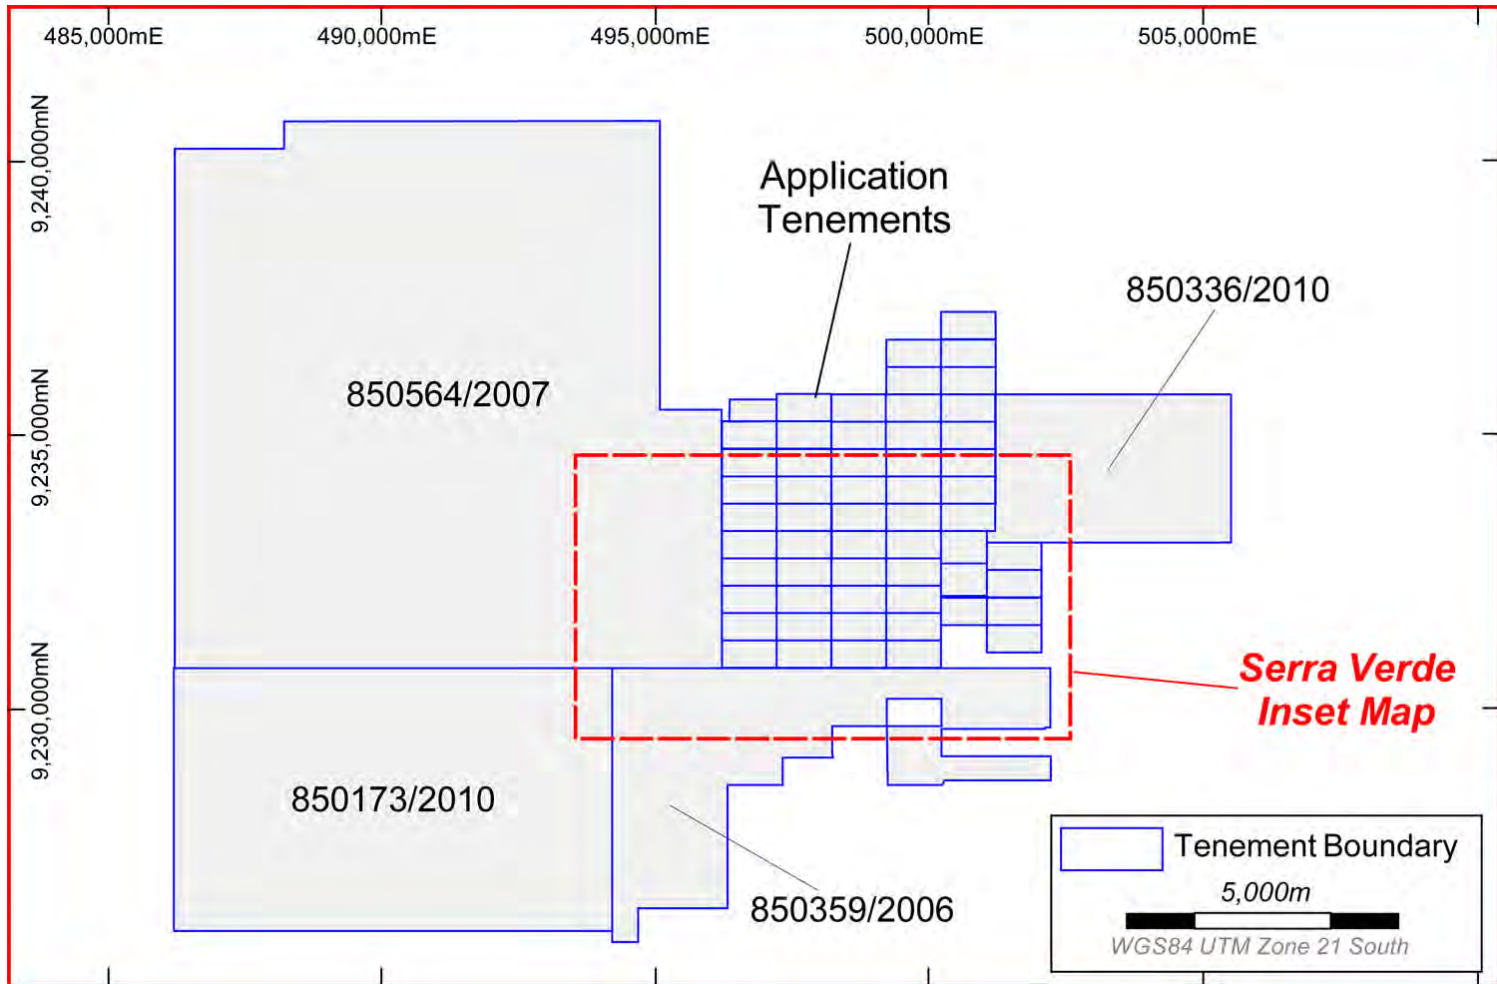 485,000mE
490,000mE
495,000mE
500,000mE
505,000mE
9,240,000mN
9,235,000mN
9,230,000mN
Application
Tenements
850336/2010
850564/2007
Serra Verde
Inset Map
850173/2010
850359/2006
Tenement Boundary
5,000m
WGS84 UTM Zone 21 South